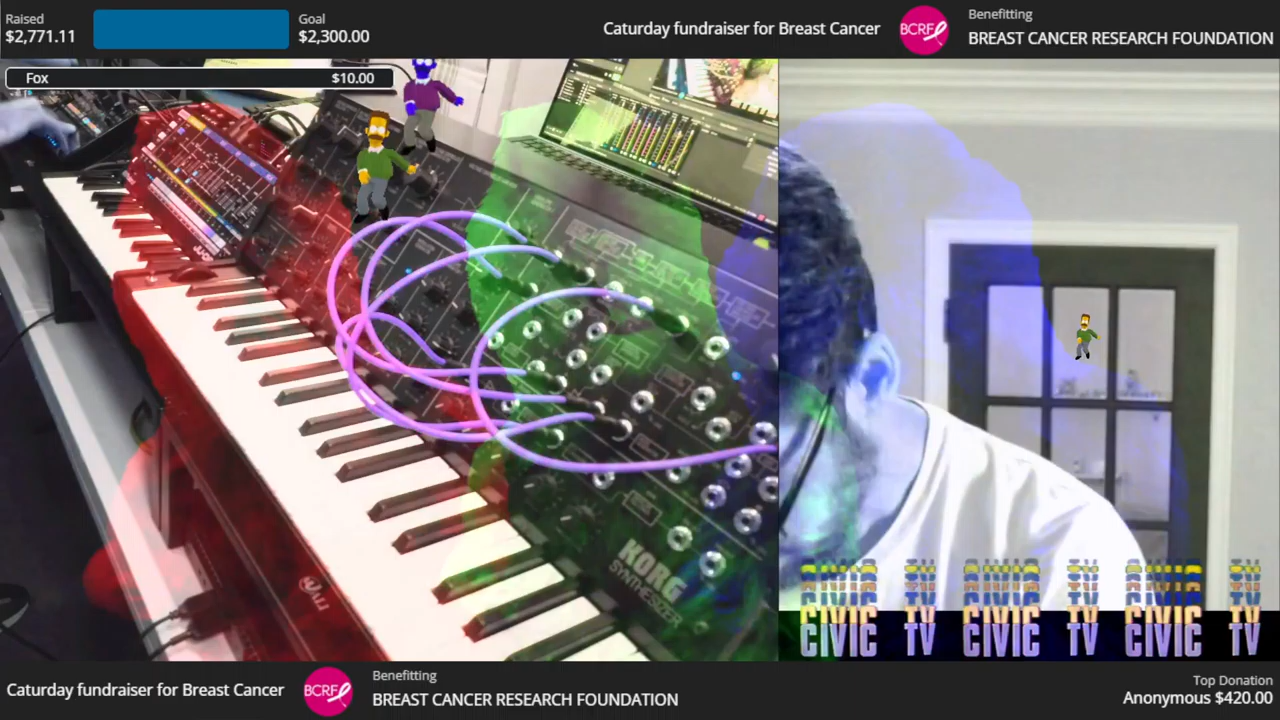 Raised
$2,771.11
Goal
$2,300.00
Caturday fundraiser for Breast Cancer
BCRF
Benefitting
BREAST CANCER RESEARCH FOUNDATION
Fox
$10.00
KORG
SYNTHESIZER
CIVIC TV CIVIC TV CIVIC TV
Caturday fundraiser for Breast Cancer
BCRF
Benefitting
BREAST CANCER RESEARCH FOUNDATION
Top Donation
Anonymous $420.00